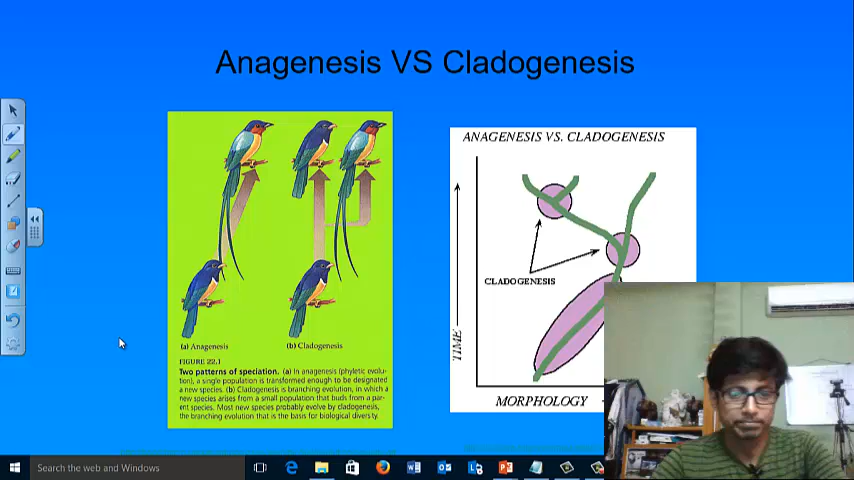 Anagenesis VS Cladogenesis
(a) Anagenesis
(b) Cladogenesis
FIGURE 22.1
Two patterns of speciation. (a) In anagenesis (phyletic evolu-
tion), a single population is transformed enough to be designated
a new species. (b) Cladogenesis is branching evolution, in which a
new species arises from a small population that buds from a par-
ent species. Most new species probably evolve by cladogenesis,
the branching evolution that is the basis for biological diversity.
ANAGENESIS VS. CLADOGENESIS
CLADOGENESIS
TIME
MORPHOLOGY
Search the web and Windows